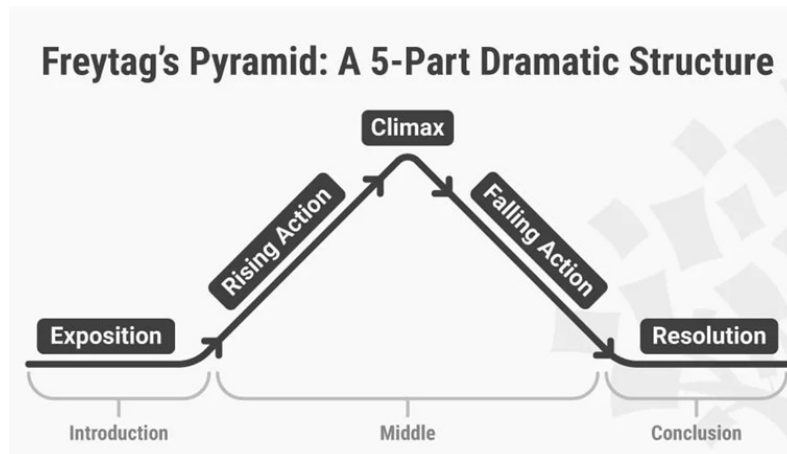 Freytag's Pyramid: A 5-Part Dramatic Structure
Climax
Rising Action
Falling Action
Exposition
Resolution
Introduction
Middle
Conclusion